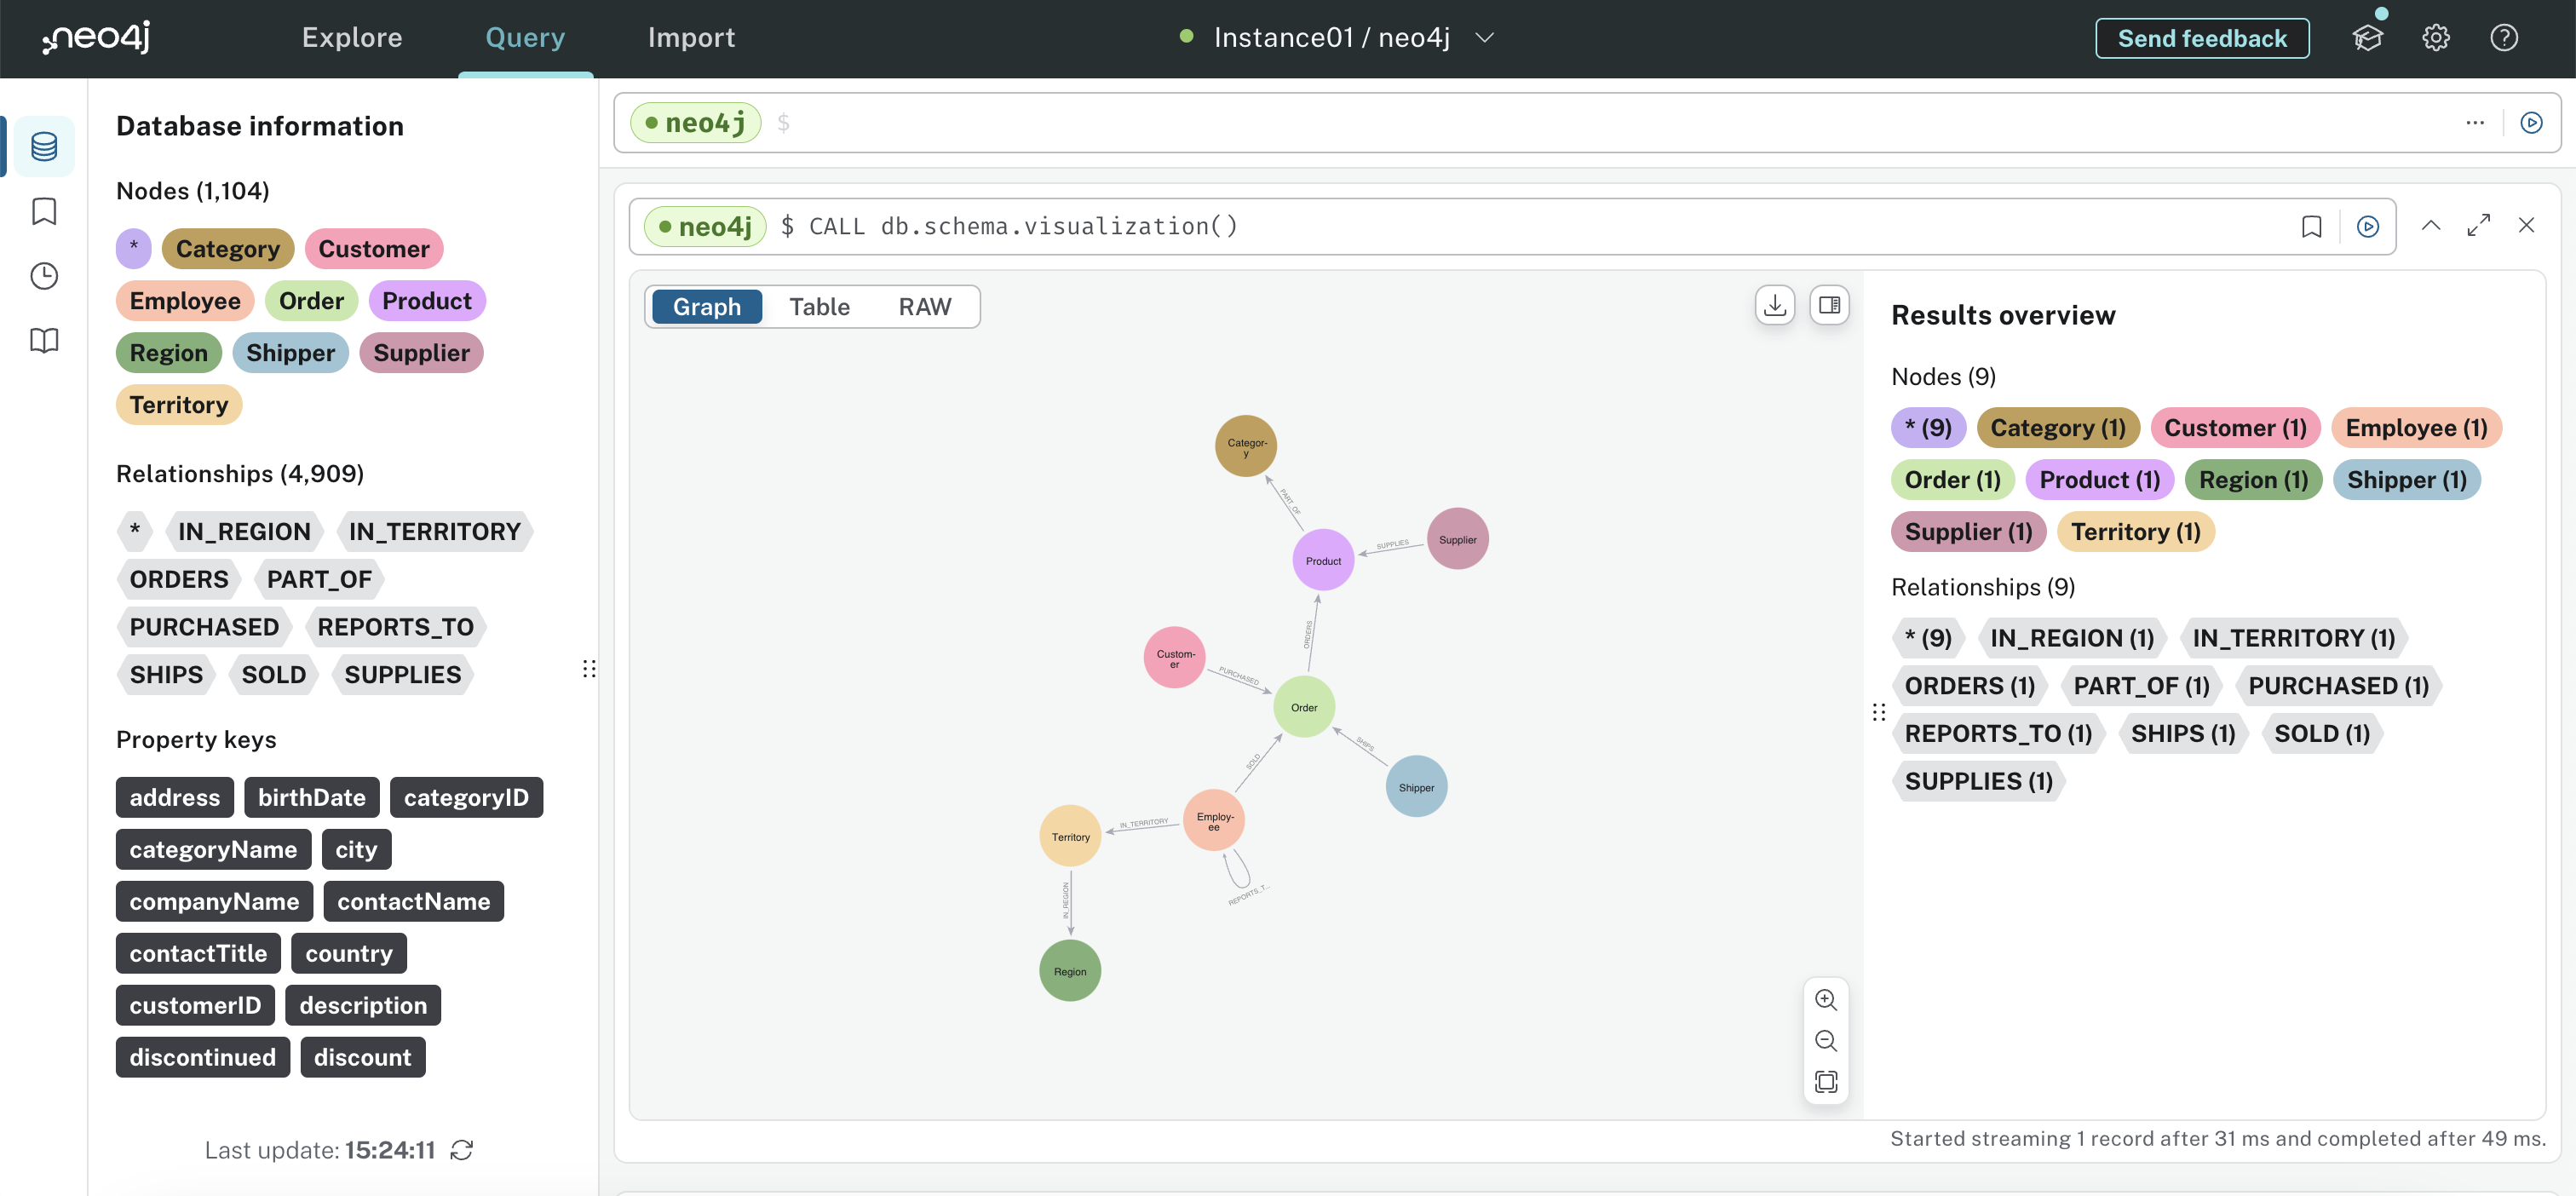 neo4j
Explore Query Import
Instance01 / neo4j
Send feedback
Database information
Nodes (1,104)
* Category Customer
Employee Order Product
Region Shipper Supplier
Territory
Relationships (4,909)
* IN_REGION IN_TERRITORY
ORDERS PART_OF
PURCHASED REPORTS_TO
SHIPS SOLD SUPPLIES
Property keys
address birthDate categoryID
categoryName city
companyName contactName
contactTitle country
customerID description
discontinued discount
Last update: 15:24:11
neo4j $
neo4j $ CALL db.schema.visualization()
Graph Table RAW
Categor-
y
PART_OF
Supplier
SUPPLIES
Product
ORDERS
Custom-
er
PURCHASED
Order
SHIPS
SOLD
Shipper
Employ-
ee
IN_TERRITORY
Territory
REPORTS_T...
IN_REGION
Region
Results overview
Nodes (9)
* (9) Category (1) Customer (1) Employee (1)
Order (1) Product (1) Region (1) Shipper (1)
Supplier (1) Territory (1)
Relationships (9)
* (9) IN_REGION (1) IN_TERRITORY (1)
ORDERS (1) PART_OF (1) PURCHASED (1)
REPORTS_TO (1) SHIPS (1) SOLD (1)
SUPPLIES (1)
Started streaming 1 record after 31 ms and completed after 49 ms.